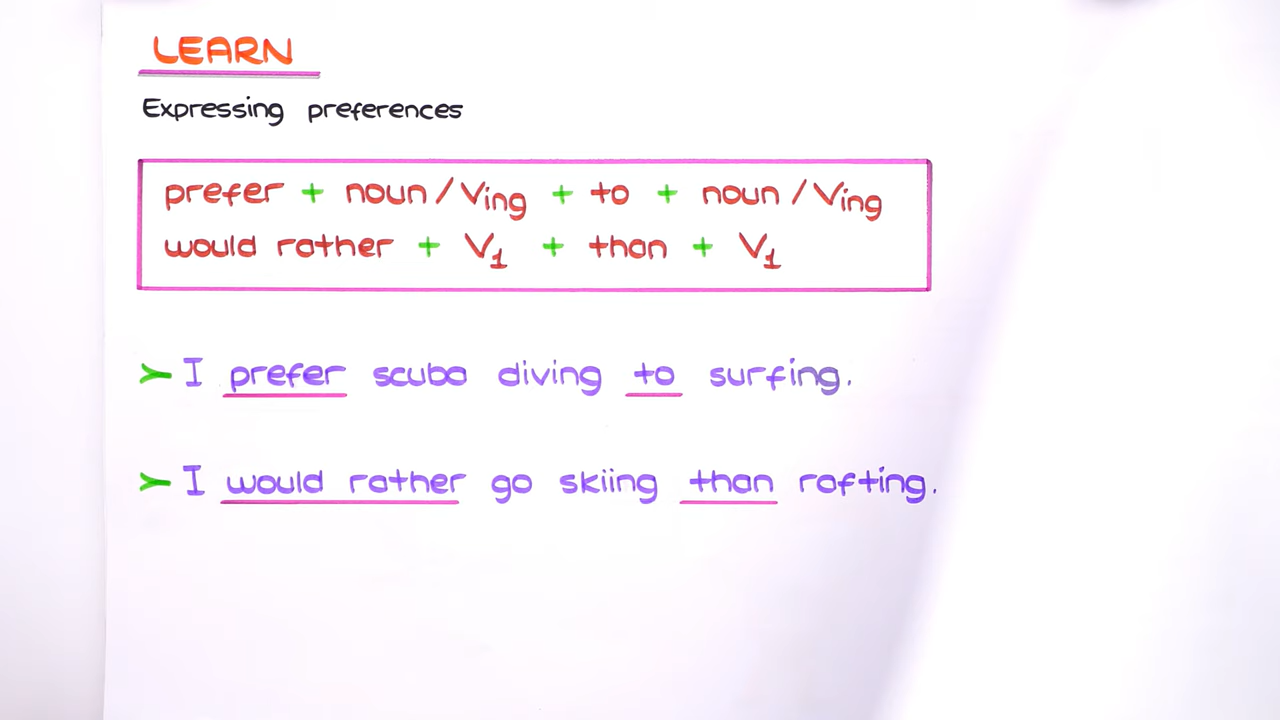 LEARN
Expressing preferences
prefer + noun / Ving + to + noun / Ving
would rather + V1 + than + V1
➢ I prefer scuba diving to surfing.
➢ I would rather go skiing than rafting.